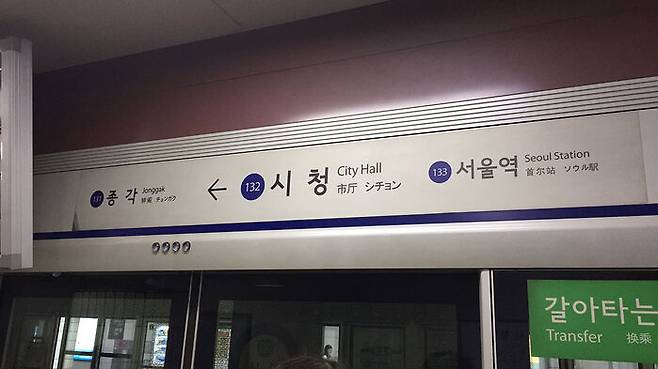 131 종각 Jonggak
钟阁 チョンガク
← 132 시청 City Hall
市厅 シチョン
133 서울역 Seoul Station
首尔站 ソウル駅
갈아타는
Transfer 换乘